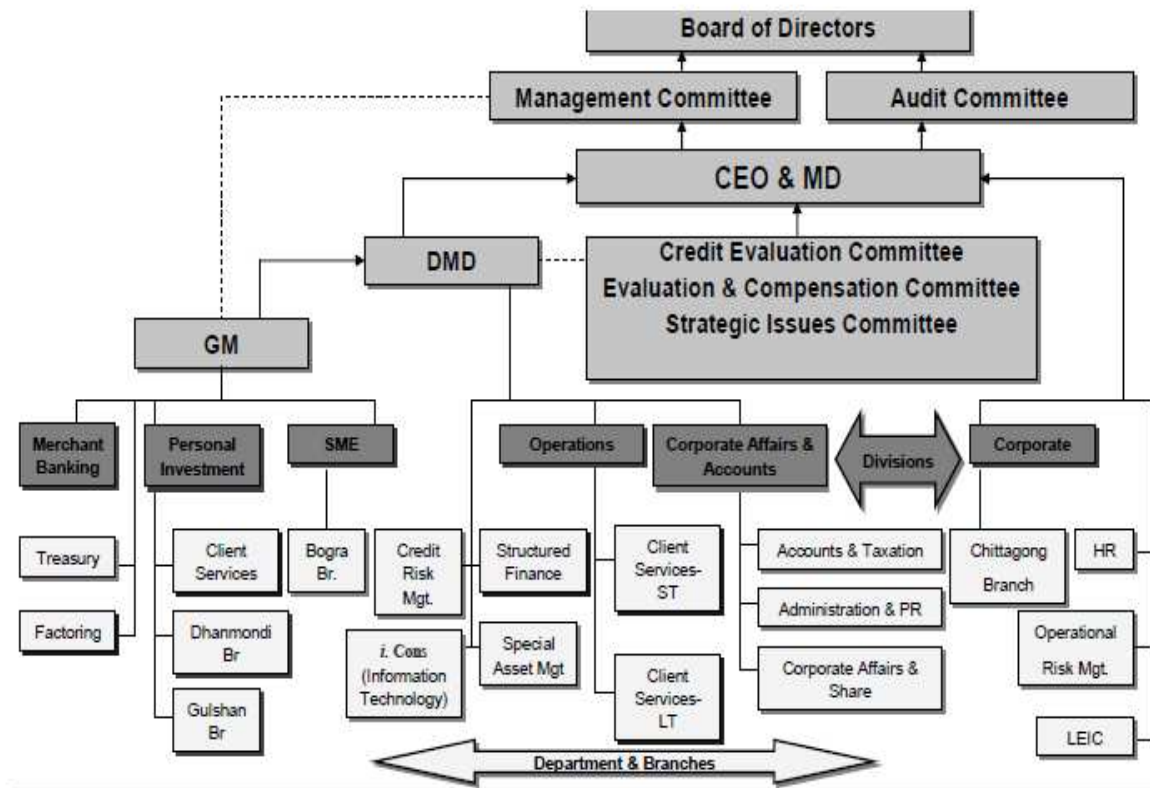 Board of Directors
Management Committee
Audit Committee
CEO & MD
DMD
Credit Evaluation Committee
Evaluation & Compensation Committee
Strategic Issues Committee
GM
Merchant
Banking
Personal
Investment
SME
Operations
Corporate Affairs &
Accounts
Divisions
Corporate
Treasury
Factoring
Client
Services
Dhanmondi
Br
Gulshan
Br
Bogra
Br.
Credit
Risk
Mgt.
i. Cons
(Information
Technology)
Structured
Finance
Special
Asset Mgt
Client
Services-
ST
Client
Services-
LT
Accounts & Taxation
Administration & PR
Corporate Affairs &
Share
Chittagong
Branch
HR
Operational
Risk Mgt.
LEIC
Department & Branches